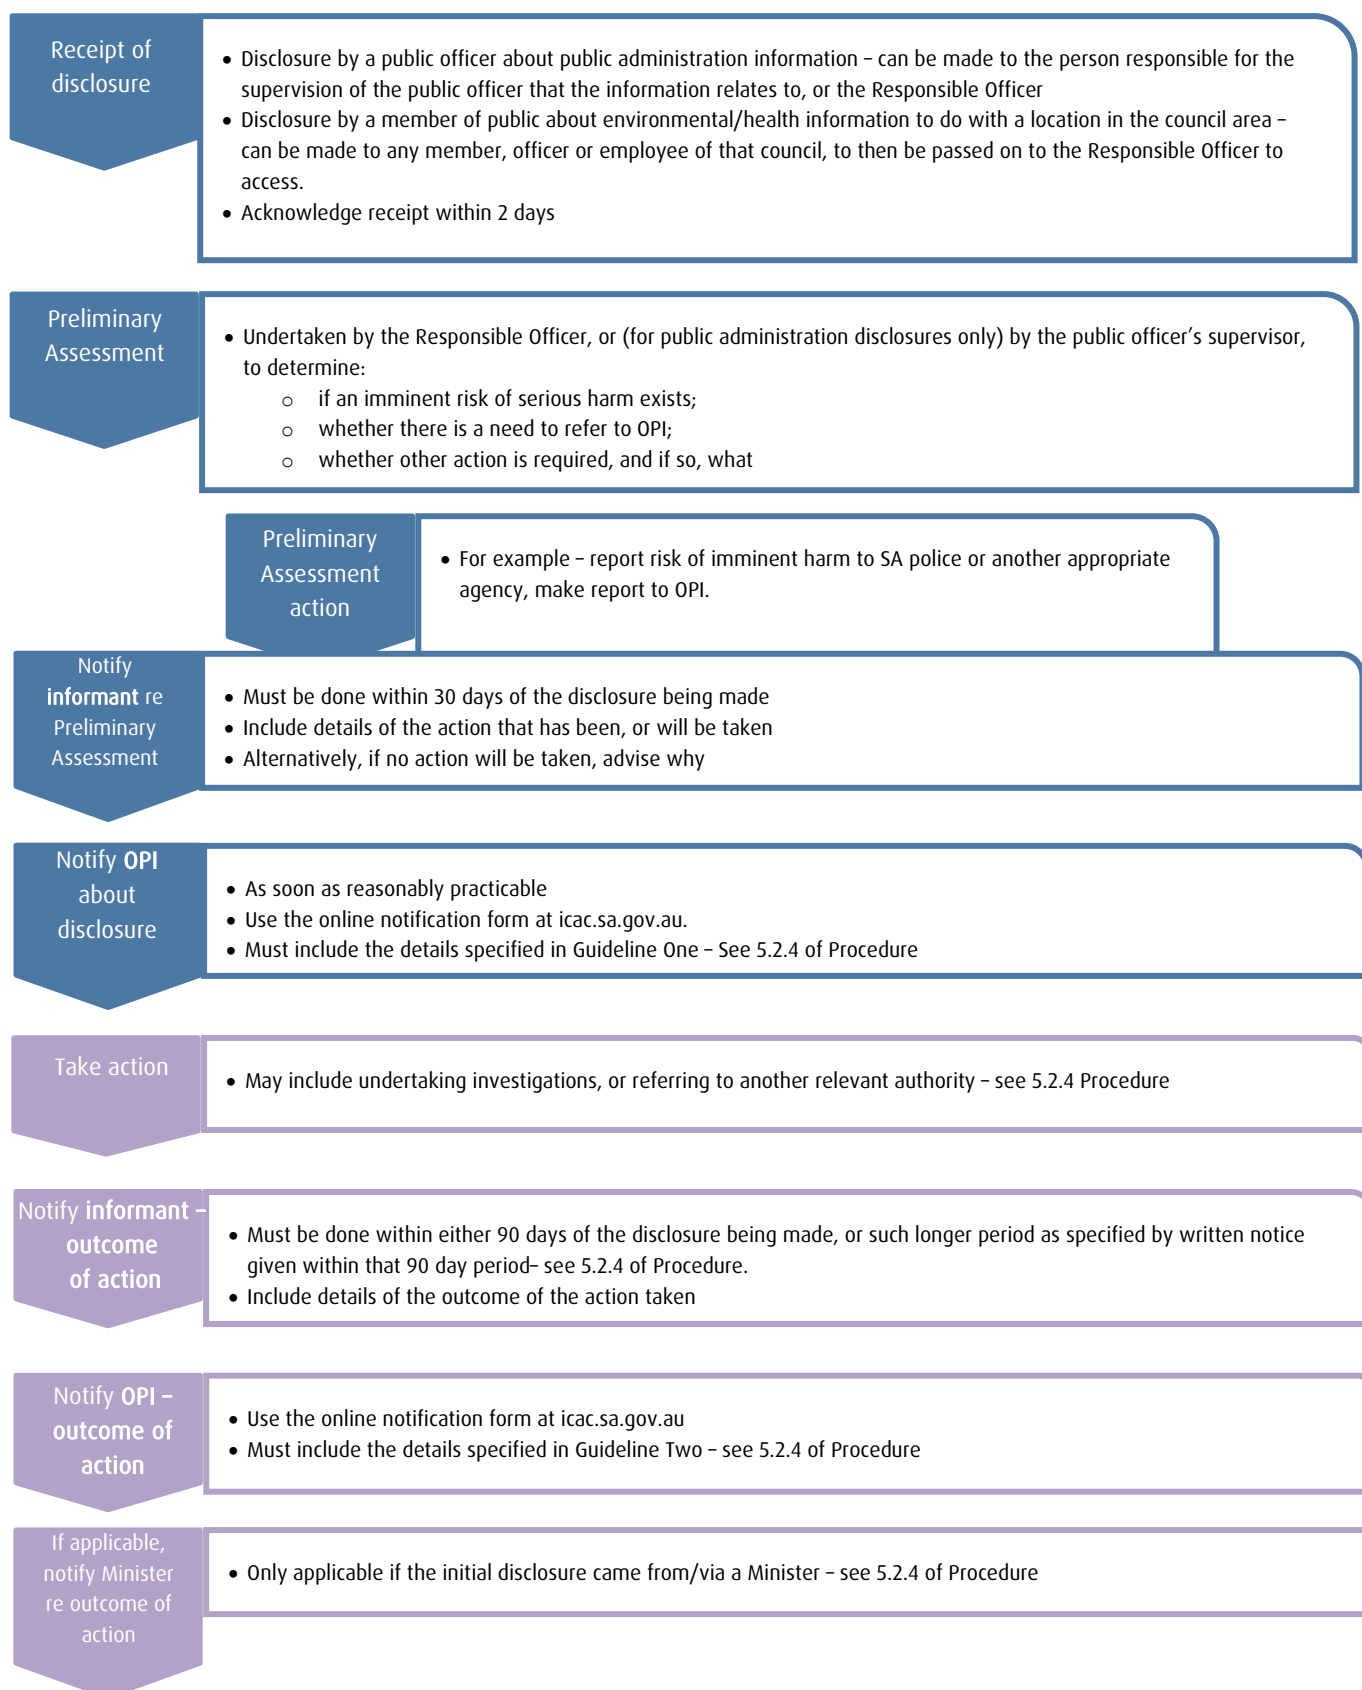 Receipt of
disclosure
• Disclosure by a public officer about public administration information – can be made to the person responsible for the
supervision of the public officer that the information relates to, or the Responsible Officer
• Disclosure by a member of public about environmental/health information to do with a location in the council area –
can be made to any member, officer or employee of that council, to then be passed on to the Responsible Officer to
access.
• Acknowledge receipt within 2 days
Preliminary
Assessment
• Undertaken by the Responsible Officer, or (for public administration disclosures only) by the public officer’s supervisor,
to determine:
o if an imminent risk of serious harm exists;
o whether there is a need to refer to OPI;
o whether other action is required, and if so, what
Preliminary
Assessment
action
• For example – report risk of imminent harm to SA police or another appropriate
agency, make report to OPI.
Notify
informant re
Preliminary
Assessment
• Must be done within 30 days of the disclosure being made
• Include details of the action that has been, or will be taken
• Alternatively, if no action will be taken, advise why
Notify OPI
about
disclosure
• As soon as reasonably practicable
• Use the online notification form at icac.sa.gov.au.
• Must include the details specified in Guideline One – See 5.2.4 of Procedure
Take action
• May include undertaking investigations, or referring to another relevant authority – see 5.2.4 Procedure
Notify informant –
outcome
of action
• Must be done within either 90 days of the disclosure being made, or such longer period as specified by written notice
given within that 90 day period– see 5.2.4 of Procedure.
• Include details of the outcome of the action taken
Notify OPI –
outcome of
action
• Use the online notification form at icac.sa.gov.au
• Must include the details specified in Guideline Two – see 5.2.4 of Procedure
If applicable,
notify Minister
re outcome of
action
• Only applicable if the initial disclosure came from/via a Minister – see 5.2.4 of Procedure